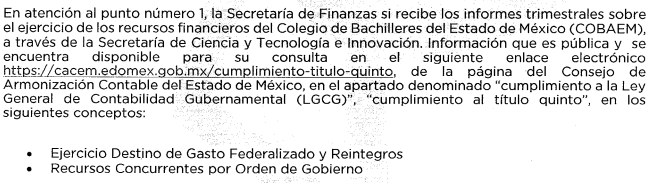 En atención al punto número 1, la Secretaría de Finanzas si recibe los informes trimestrales sobre
el ejercicio de los recursos financieros del Colegio de Bachilleres del Estado de México (COBAEM),
a través de la Secretaría de Ciencia y Tecnología e Innovación. Información que es pública y se
encuentra disponible para su consulta en el siguiente enlace electrónico
https://cacem.edomex.gob.mx/cumplimiento-titulo-quinto, de la página del Consejo de
Armonización Contable del Estado de México, en el apartado denominado "cumplimiento a la Ley
General de Contabilidad Gubernamental (LGCG)", "cumplimiento al título quinto", en los
siguientes conceptos:
• Ejercicio Destino de Gasto Federalizado y Reintegros
• Recursos Concurrentes por Orden de Gobierno